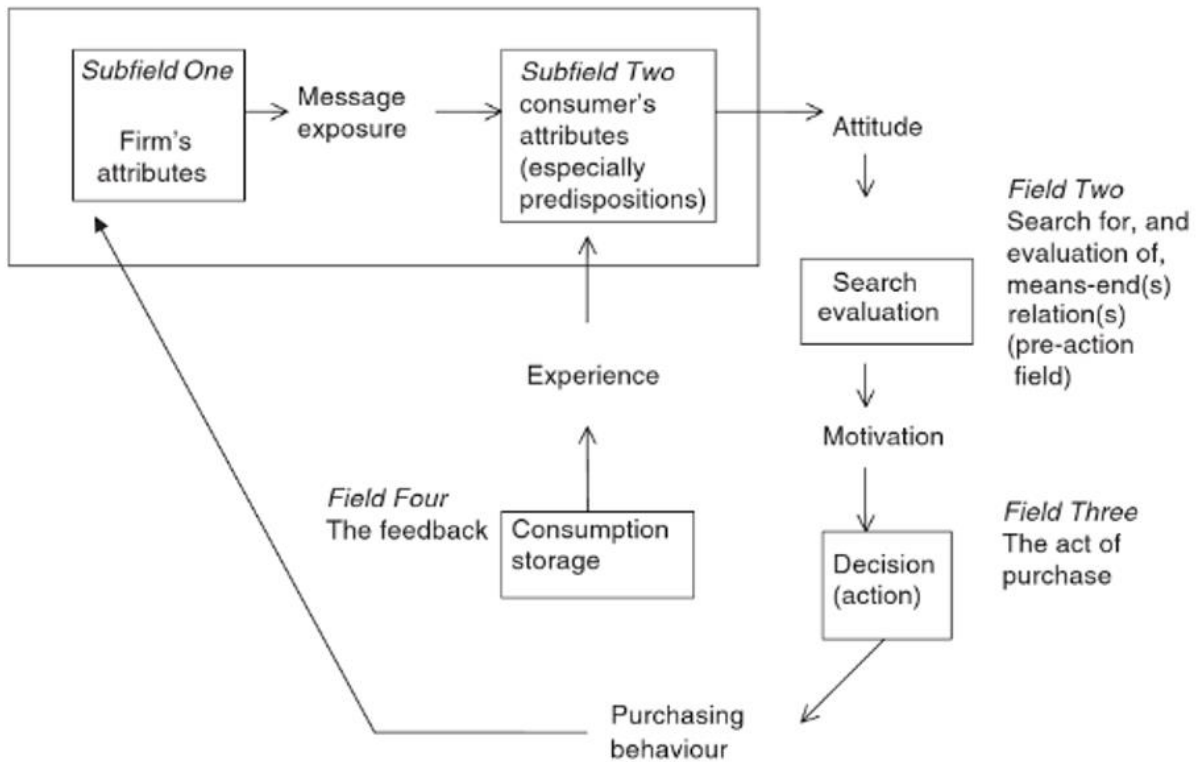 Subfield One
Firm's
attributes
Message
exposure
Subfield Two
consumer's
attributes
(especially
predispositions)
Attitude
Field Two
Search for, and
evaluation of,
means-end(s)
relation(s)
(pre-action
field)
Search
evaluation
Experience
Motivation
Field Four
The feedback
Consumption
storage
Field Three
The act of
purchase
Decision
(action)
Purchasing
behaviour